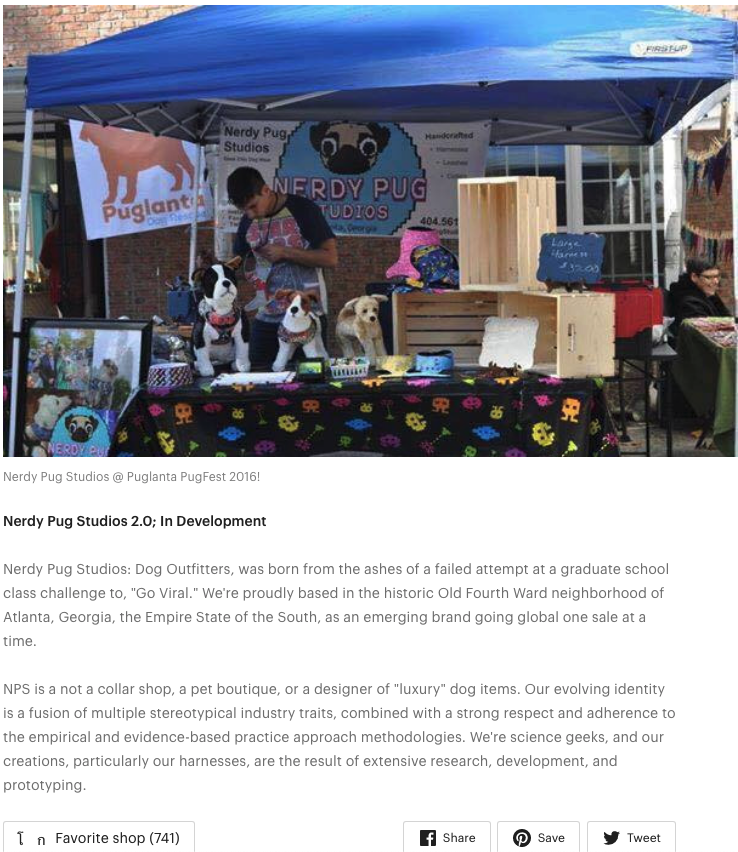 FIRST-UP
Puglanta
Dog Rescue
Nerdy Pug
Studios
Handcrafted
Harnesses
Leashes
NERDY PUG
STUDIOS
Atlanta, Georgia
404.561
Large
Harness
NERDY PU
Nerdy Pug Studios @ Puglanta PugFest 2016!
Nerdy Pug Studios 2.0; In Development
Nerdy Pug Studios: Dog Outfitters, was born from the ashes of a failed attempt at a graduate school
class challenge to, "Go Viral." We're proudly based in the historic Old Fourth Ward neighborhood of
Atlanta, Georgia, the Empire State of the South, as an emerging brand going global one sale at a
time.
NPS is a not a collar shop, a pet boutique, or a designer of "luxury" dog items. Our evolving identity
is a fusion of multiple stereotypical industry traits, combined with a strong respect and adherence to
the empirical and evidence-based practice approach methodologies. We're science geeks, and our
creations, particularly our harnesses, are the result of extensive research, development, and
prototyping.
Favorite shop (741)
Share
Save
Tweet